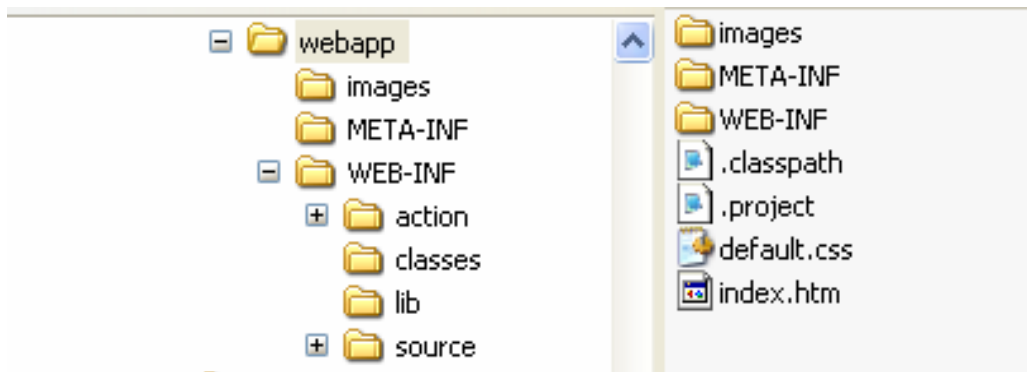 webapp
images
META-INF
WEB-INF
action
classes
lib
source
images
META-INF
WEB-INF
.classpath
.project
default.css
index.htm